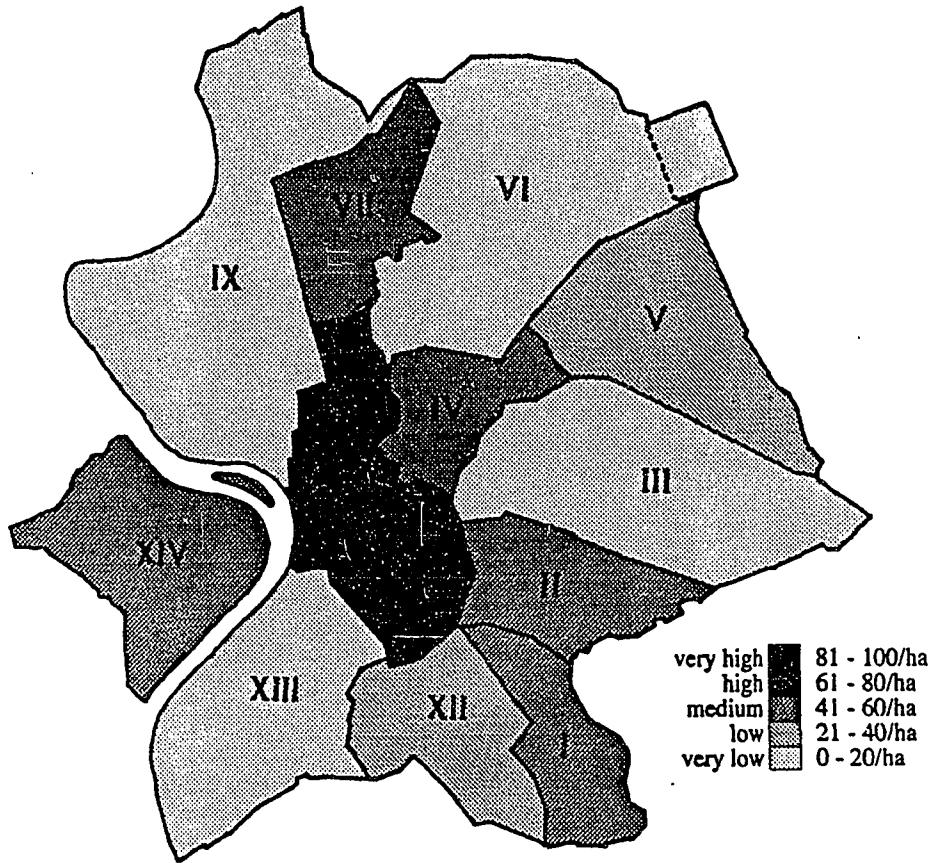 VI
VII
IX
V
IV
III
XIV
II
XIII
XII
I
very high 81 - 100/ha
high 61 - 80/ha
medium 41 - 60/ha
low 21 - 40/ha
very low 0 - 20/ha